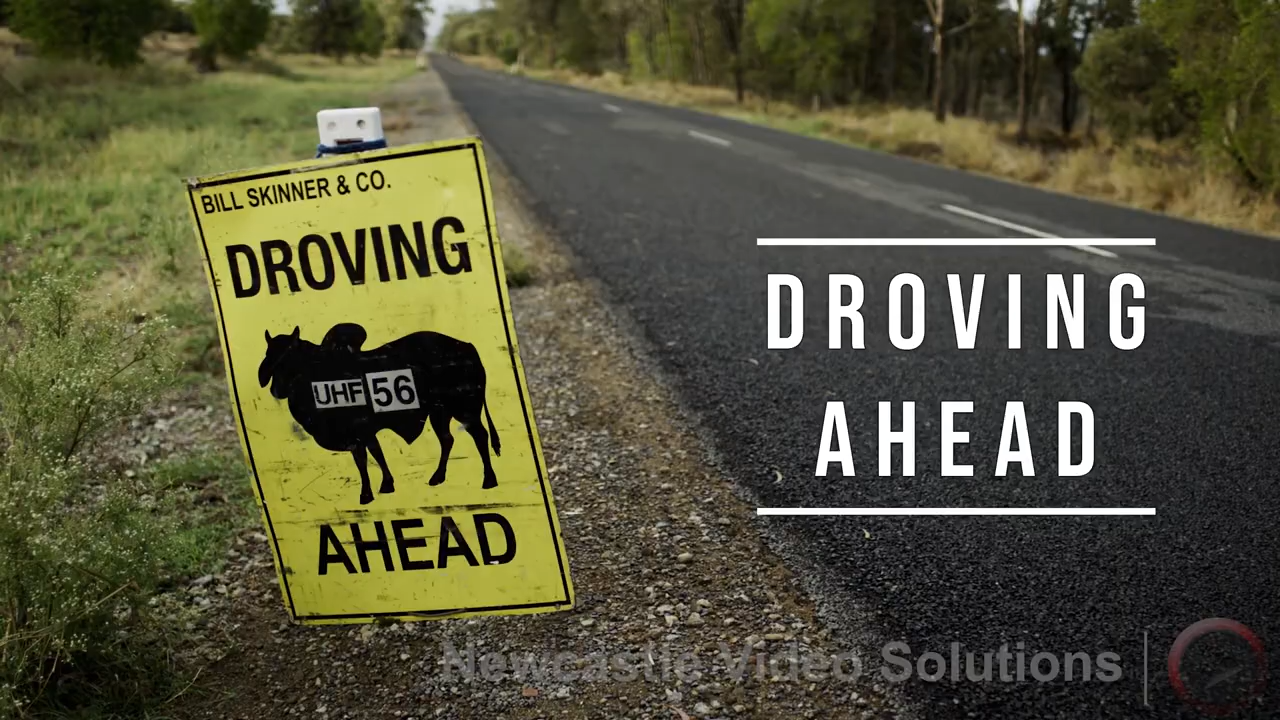 BILL SKINNER & CO.
DROVING
UHF 56
AHEAD
DROVING
AHEAD
Newcastle Video Solutions